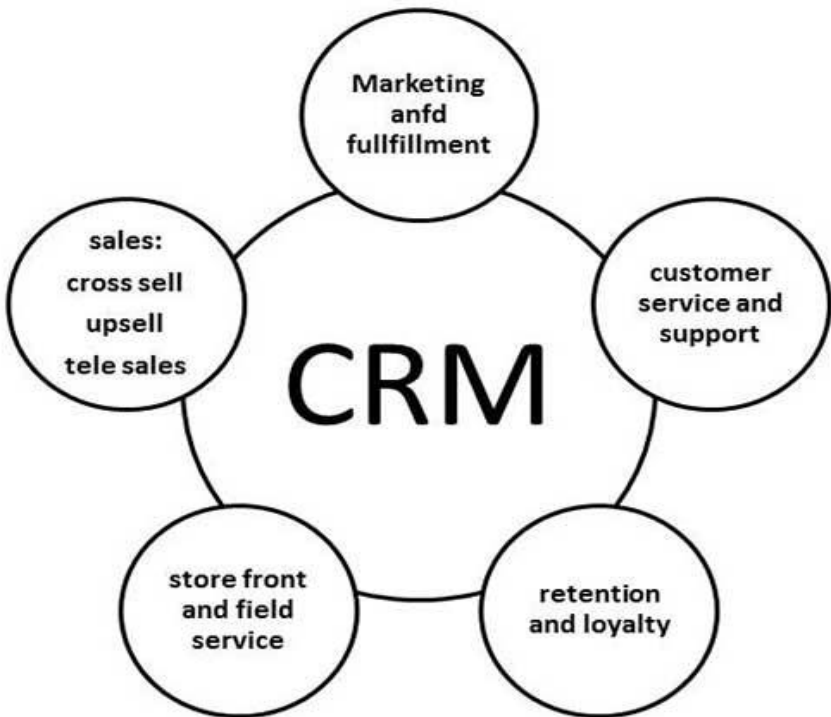 Marketing
anfd
fullfillment
sales:
cross sell
upsell
tele sales
customer
service and
support
CRM
store front
and field
service
retention
and loyalty